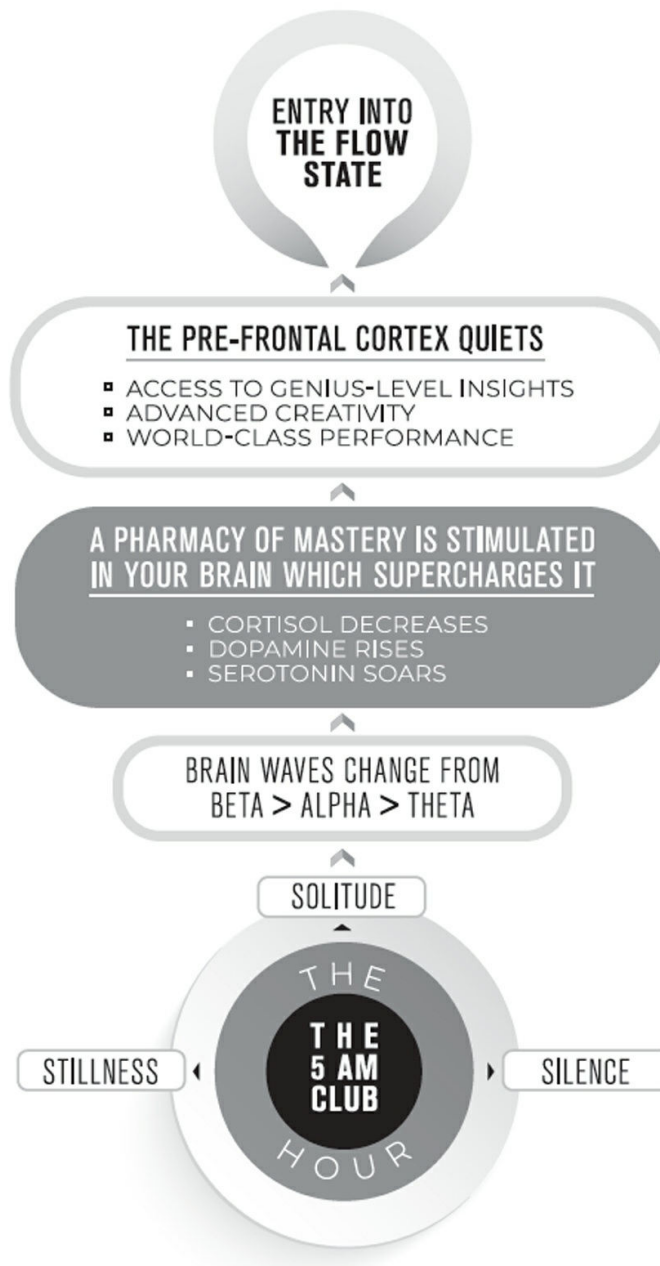 ENTRY INTO
THE FLOW
STATE
THE PRE-FRONTAL CORTEX QUIETS
ACCESS TO GENIUS-LEVEL INSIGHTS
ADVANCED CREATIVITY
WORLD-CLASS PERFORMANCE
A PHARMACY OF MASTERY IS STIMULATED
IN YOUR BRAIN WHICH SUPERCHARGES IT
CORTISOL DECREASES
DOPAMINE RISES
SEROTONIN SOARS
BRAIN WAVES CHANGE FROM
BETA > ALPHA > THETA
SOLITUDE
THE
THE
5 AM
CLUB
HOUR
STILLNESS
SILENCE